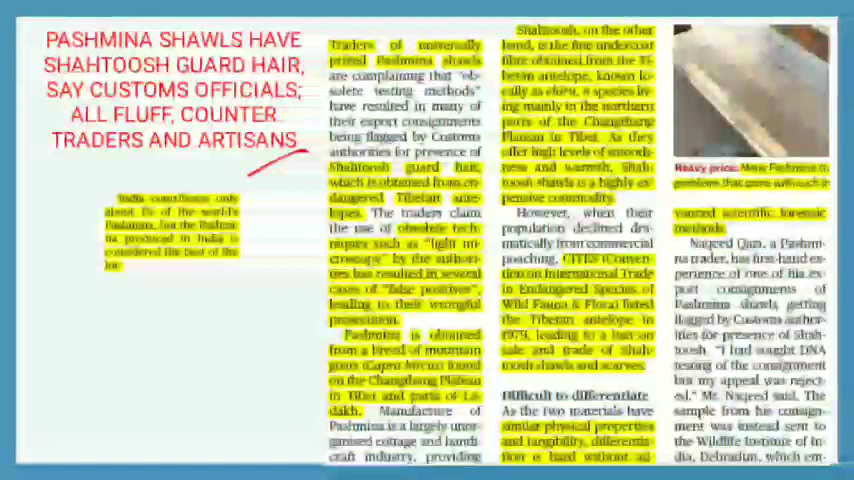 PASHMINA SHAWLS HAVE
SHAHTOOSH GUARD HAIR,
SAY CUSTOMS OFFICIALS;
ALL FLUFF, COUNTER
TRADERS AND ARTISANS
India contributes only
about 1% of the world's
Pashmina, but the Pashmi-
na produced in India is
considered the best of the
lot.
Traders of universally
prized Pashmina shawls
are complaining that "ob-
solete testing methods"
have resulted in many of
their export consignments
being flagged by Customs
authorities for presence of
Shahtoosh guard hair,
which is obtained from en-
dangered Tibetan ante-
lopes. The traders claim
the use of obsolete tech-
niques such as "light mi-
croscopy" by the authori-
ties has resulted in several
cases of "false positives",
leading to their wrongful
prosecution.
Pashmina is obtained
from a breed of mountain
goats (Capra hircus) found
on the Changthang Plateau
in Tibet and parts of La-
dakh. Manufacture of
Pashmina is a largely unor-
ganised cottage and handi-
craft industry, providing
Shahtoosh, on the other
hand, is the fine undercoat
fibre obtained from the Ti-
betan antelope, known lo-
cally as chiru, a species liv-
ing mainly in the northern
parts of the Changthang
Plateau in Tibet. As they
offer high levels of smooth-
ness and warmth, Shah-
toosh shawls is a highly ex-
pensive commodity.
However, when their
population declined dra-
matically from commercial
poaching, CITES (Conven-
tion on International Trade
in Endangered Species of
Wild Fauna & Flora) listed
the Tibetan antelope in
1979, leading to a ban on
sale and trade of Shah-
toosh shawls and scarves.
Difficult to differentiate
As the two materials have
similar physical properties
and tangibility, differentia-
tion is hard without ad-
Heavy price: Many Pashmina tr
problems that come with such in
vanced scientific forensic
methods.
Naqeed Qazi, a Pashmi-
na trader, has first-hand ex-
perience of one of his ex-
port consignments of
Pashmina shawls getting
flagged by Customs author-
ities for presence of Shah-
toosh. "I had sought DNA
testing of the consignment
but my appeal was reject-
ed," Mr. Naqeed said. The
sample from his consign-
ment was instead sent to
the Wildlife Institute of In-
dia, Dehradun, which em-